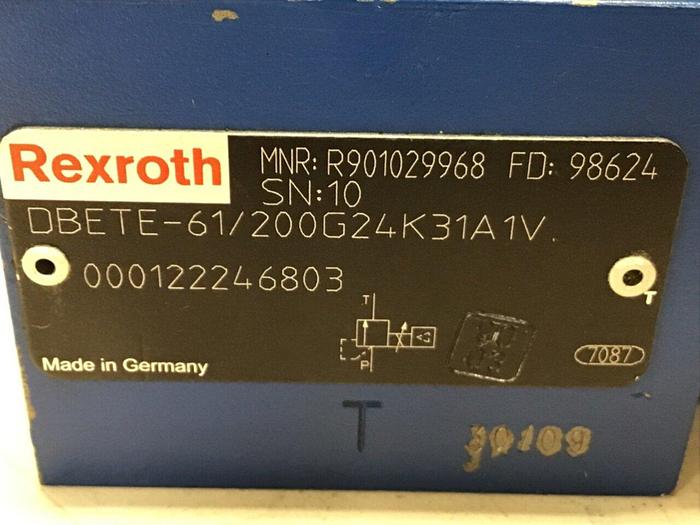 Rexroth MNR: R901029968 FD: 98624
SN:10
DBETE-61/200G24K31A1V
000122246803
T
T
P
Made in Germany
7087
T